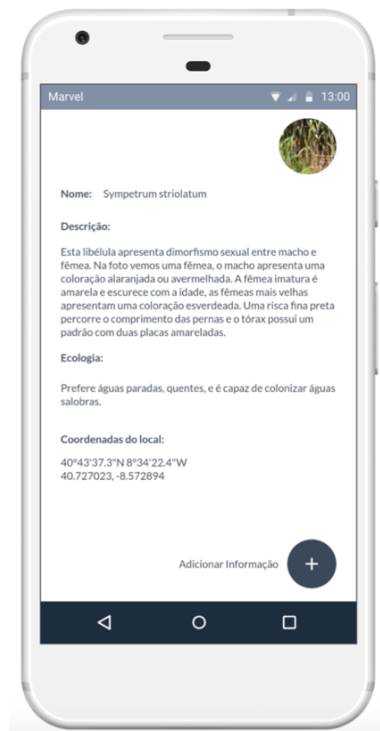 Marvel 13:00
Nome: Sympetrum striolatum
Descrição:
Esta libélula apresenta dimorfismo sexual entre macho e
fêmea. Na foto vemos uma fêmea, o macho apresenta uma
coloração alaranjada ou avermelhada. A fêmea imatura é
amarela e escurece com a idade, as fêmeas mais velhas
apresentam uma coloração esverdeada. Uma risca fina preta
percorre o comprimento das pernas e o tórax possui um
padrão com duas placas amareladas.
Ecologia:
Prefere águas paradas, quentes, e é capaz de colonizar águas
salobras.
Coordenadas do local:
40°43'37.3"N 8°34'22.4"W
40.727023, -8.572894
Adicionar Informação +